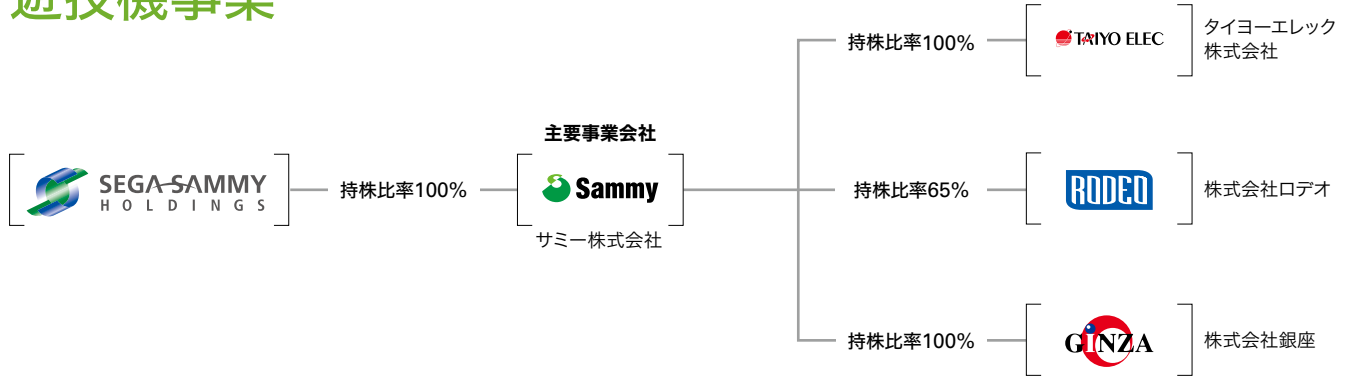 遊技機事業
SEGA SAMMY
HOLDINGS
持株比率100%
主要事業会社
Sammy
サミー株式会社
持株比率100%
TAIYO ELEC
タイヨーエレック
株式会社
持株比率65%
RODEO
株式会社ロデオ
持株比率100%
GINZA
株式会社銀座